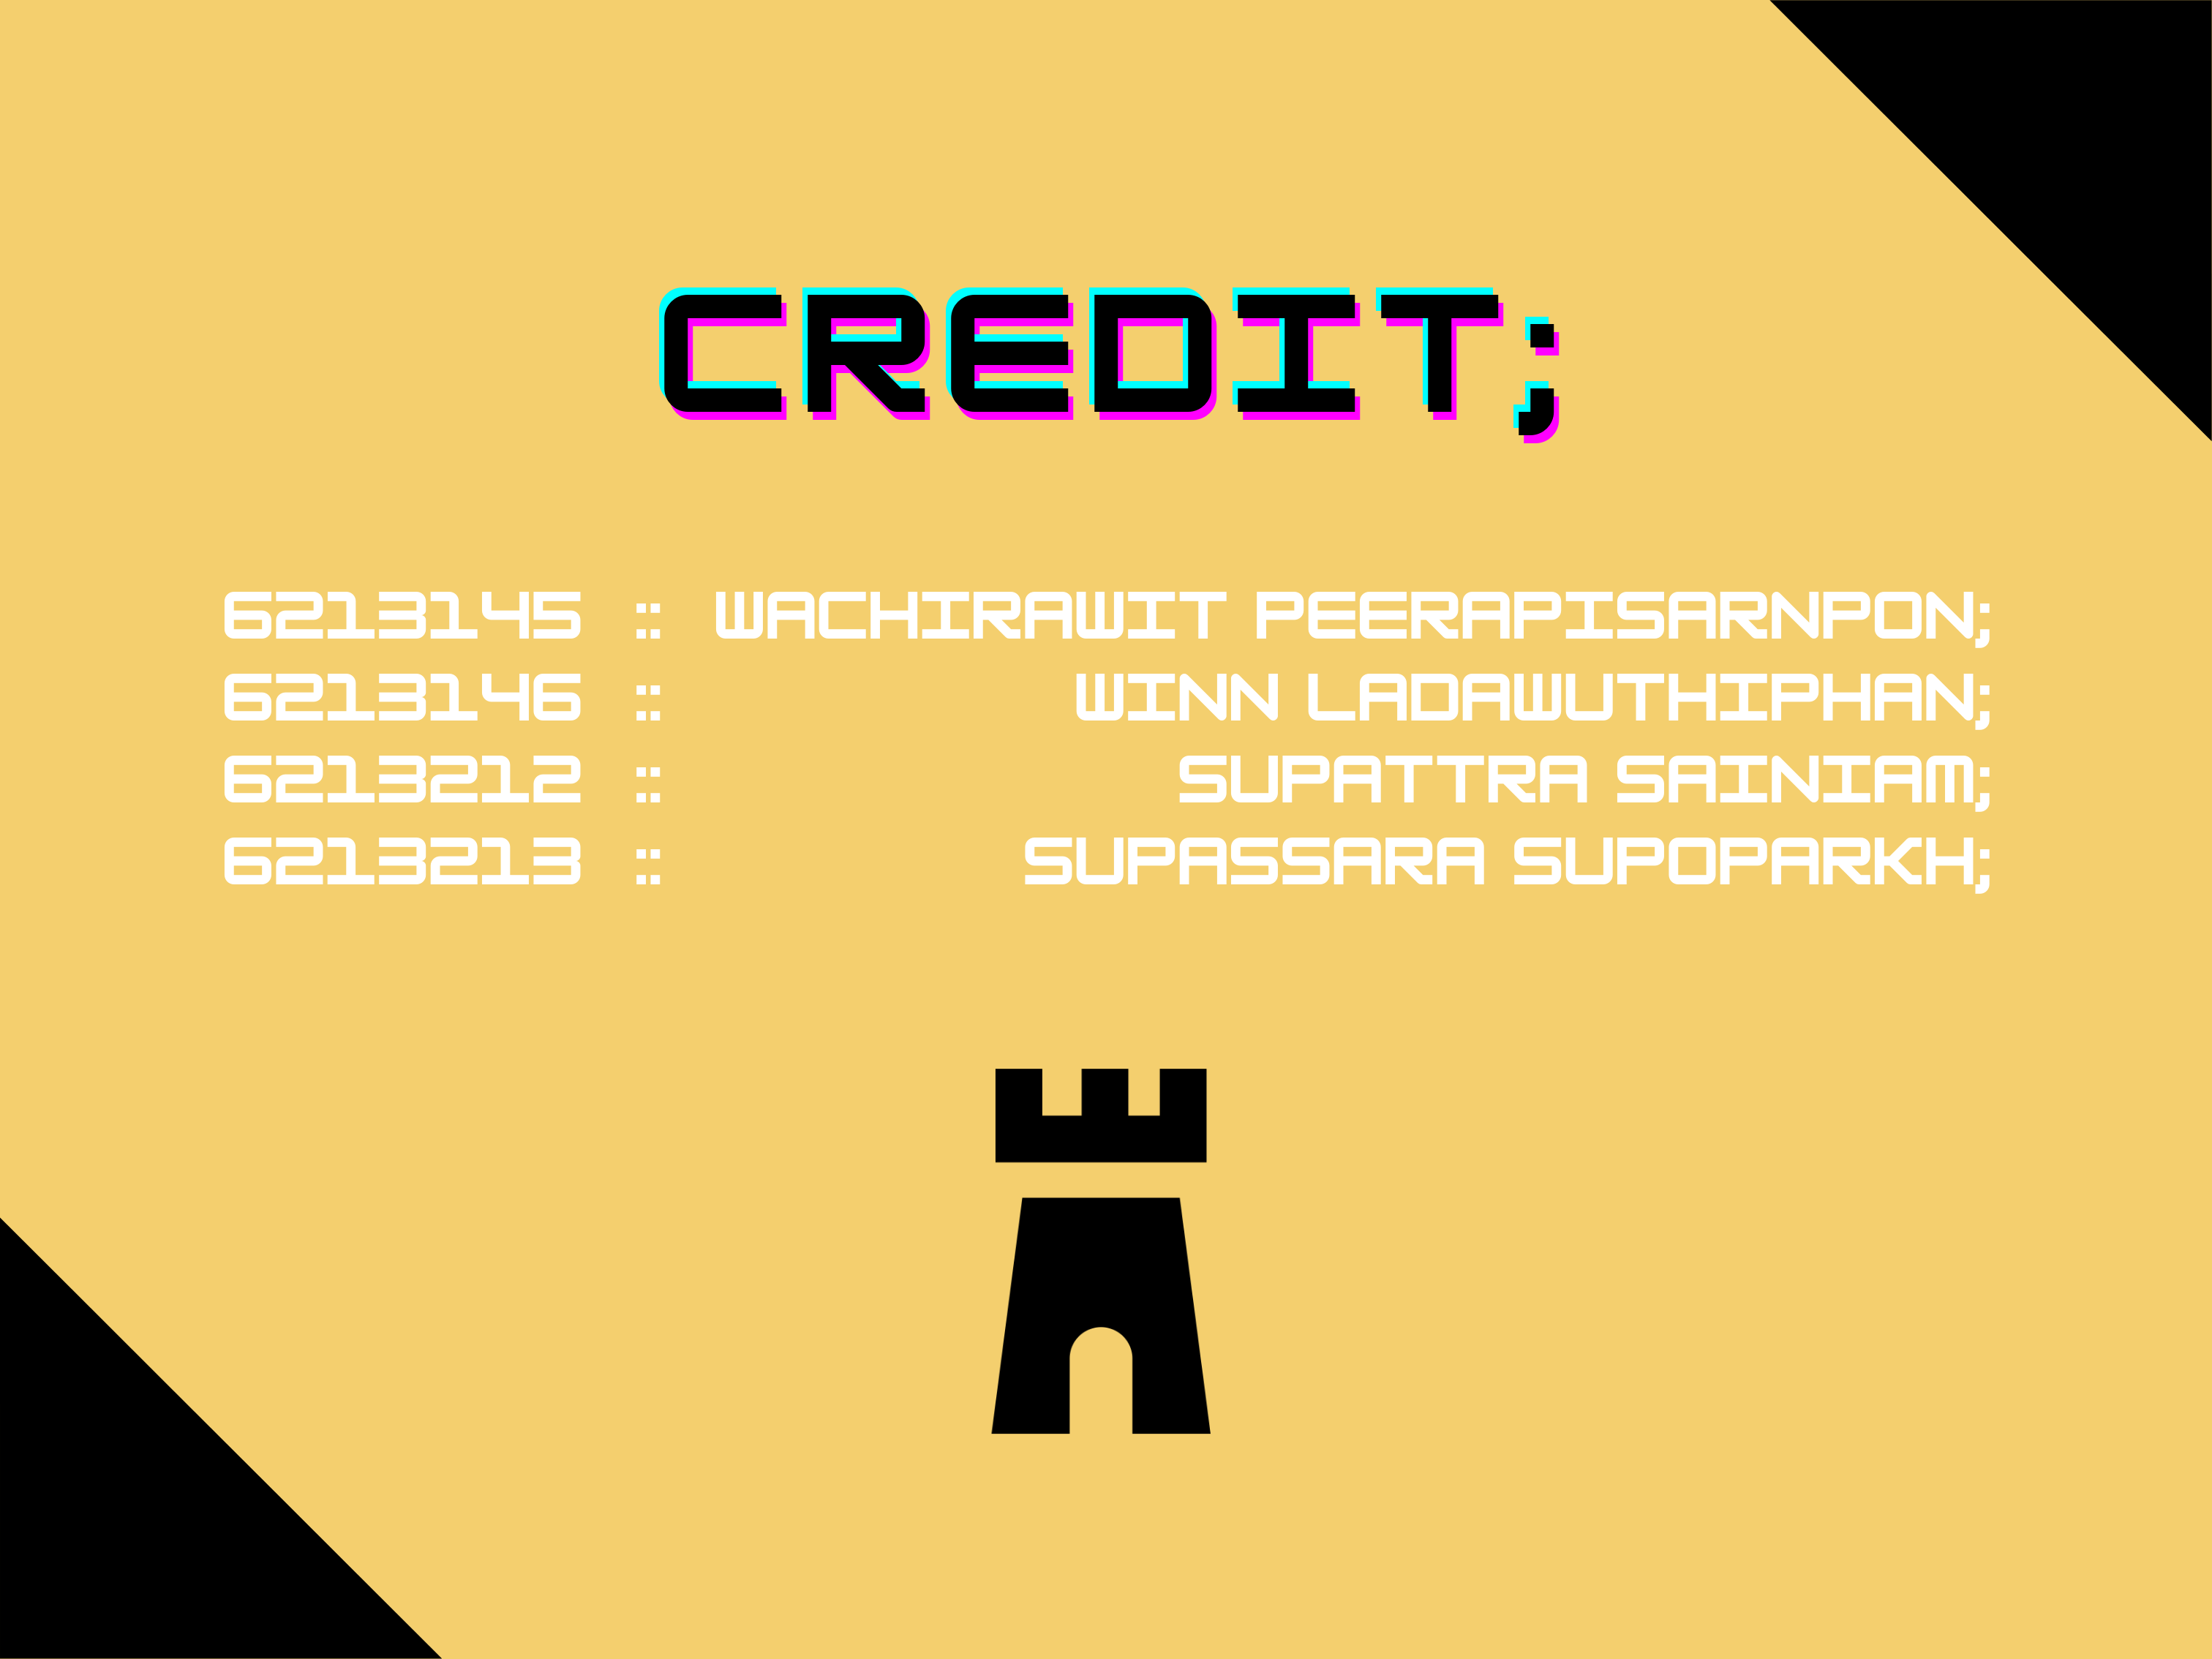 CREDIT;
6213145 :: WACHIRAWIT PEERAPISARNPON;
6213146 :: WINN LADAWUTHIPHAN;
6213212 :: SUPATTRA SAINIAM;
6213213 :: SUPASSARA SUPOPARKH;